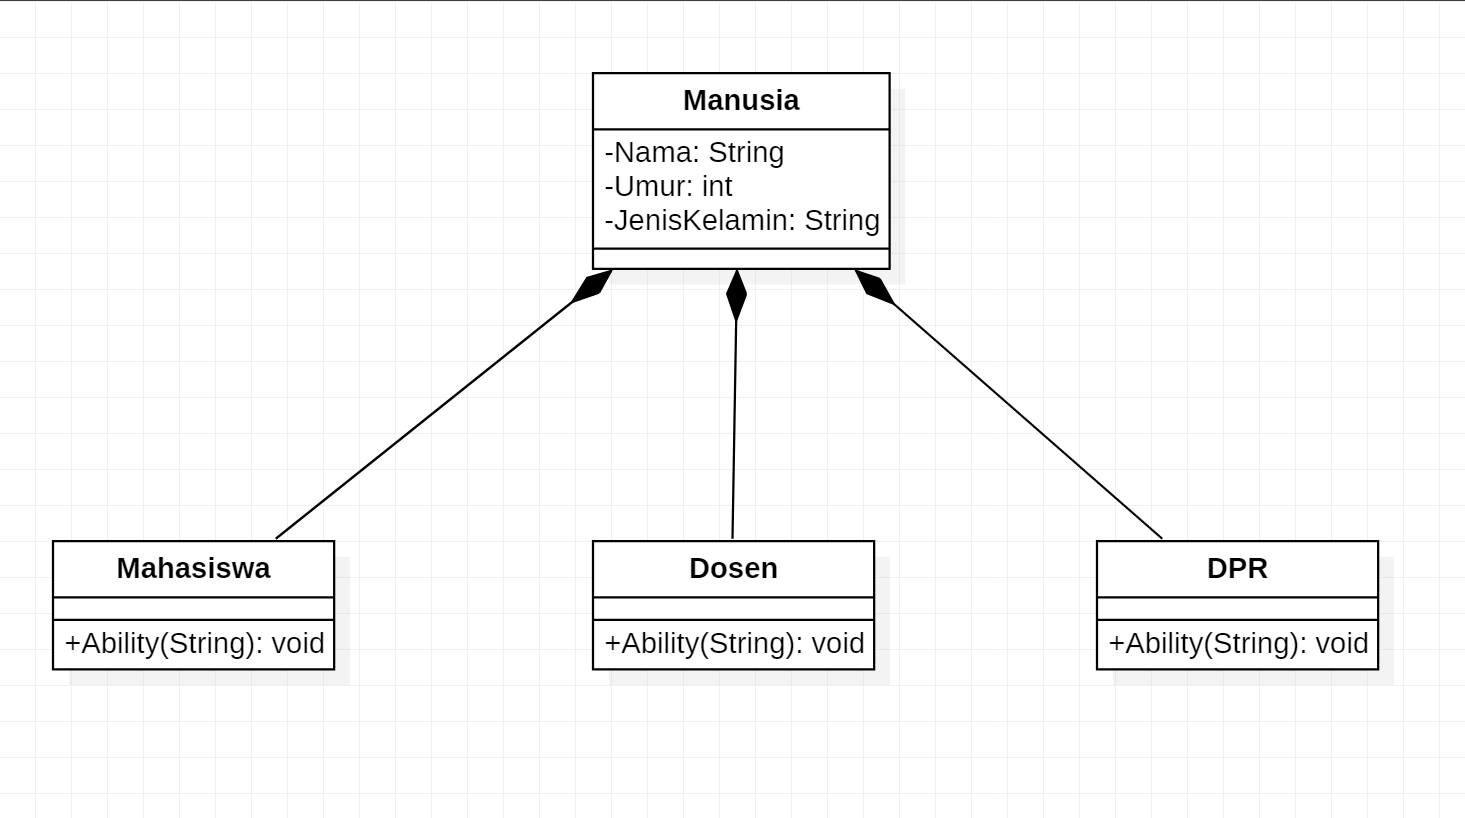 Manusia
-Nama: String
-Umur: int
-JenisKelamin: String
Mahasiswa
+Ability(String): void
Dosen
+Ability(String): void
DPR
+Ability(String): void